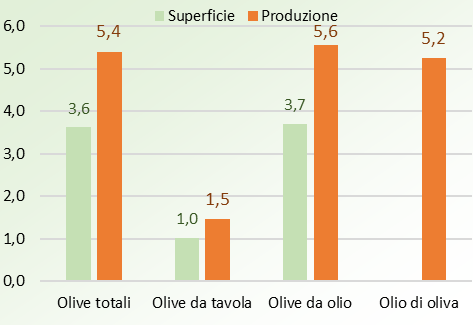 Superficie Produzione
6,0
5,0
4,0
3,0
2,0
1,0
0,0
3,6
5,4
1,0
1,5
3,7
5,6
5,2
Olive totali
Olive da tavola
Olive da olio
Olio di oliva